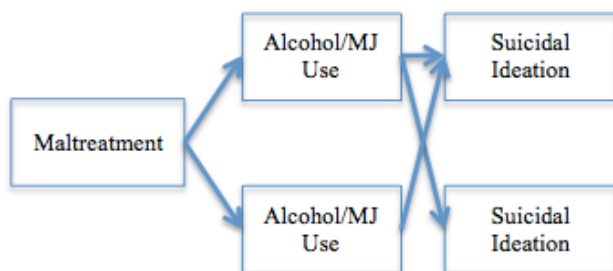 Alcohol/MJ
Use
Suicidal
Ideation
Maltreatment
Alcohol/MJ
Use
Suicidal
Ideation